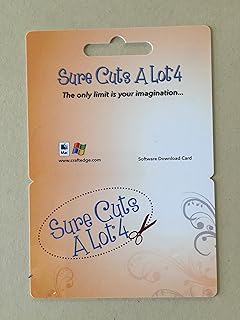 Sure Cuts A Lot 4
The only limit is your imagination...
Mac
www.craftedge.com
Software Download Card
Sure Cuts
A Lot 4